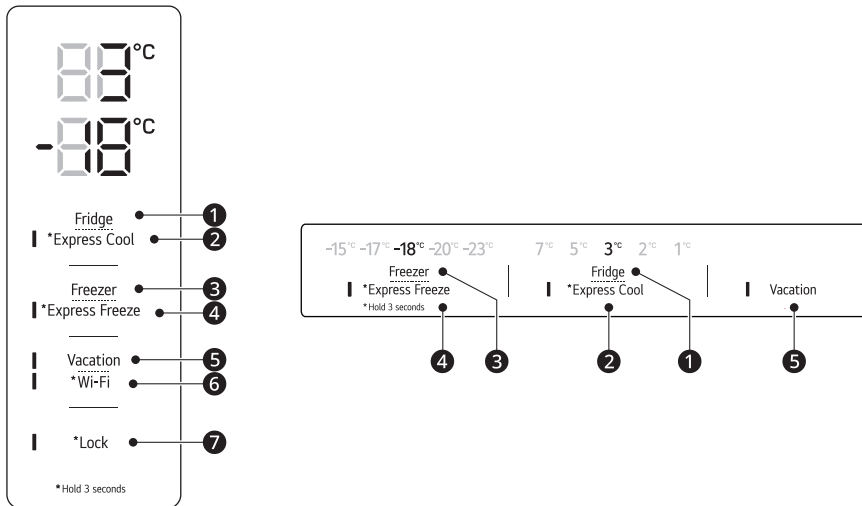 3 °C
-18 °C
Fridge
*Express Cool
Freezer
*Express Freeze
Vacation
*Wi-Fi
*Lock
*Hold 3 seconds
1
2
3
4
5
6
7
-15°C -17°C -18°C -20°C -23°C 7°C 5°C 3°C 2°C 1°C
Freezer Fridge
*Express Freeze *Express Cool Vacation
*Hold 3 seconds
4 3 2 1 5